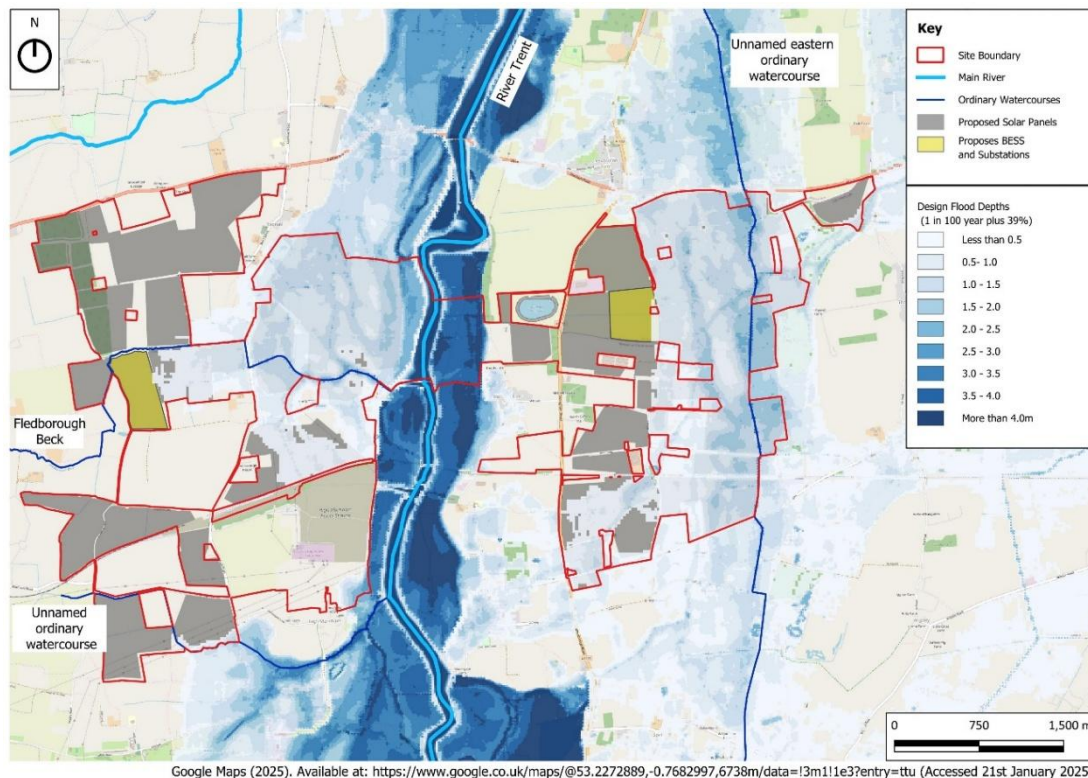 N
River Trent
Unnamed eastern
ordinary
watercourse
Key
Site Boundary
Main River
Ordinary Watercourses
Proposed Solar Panels
Proposes BESS
and Substations
Design Flood Depths
(1 in 100 year plus 39%)
Less than 0.5
0.5- 1.0
1.0 - 1.5
1.5 - 2.0
2.0 - 2.5
2.5 - 3.0
3.0 - 3.5
3.5 - 4.0
More than 4.0m
Fledborough
Beck
Unnamed
ordinary
watercourse
0 750 1,500 m
Google Maps (2025). Available at: https://www.google.co.uk/maps/@53.2272889,-0.7682997,6738m/data=!3m1!1e3?entry=ttu (Accessed 21st January 202